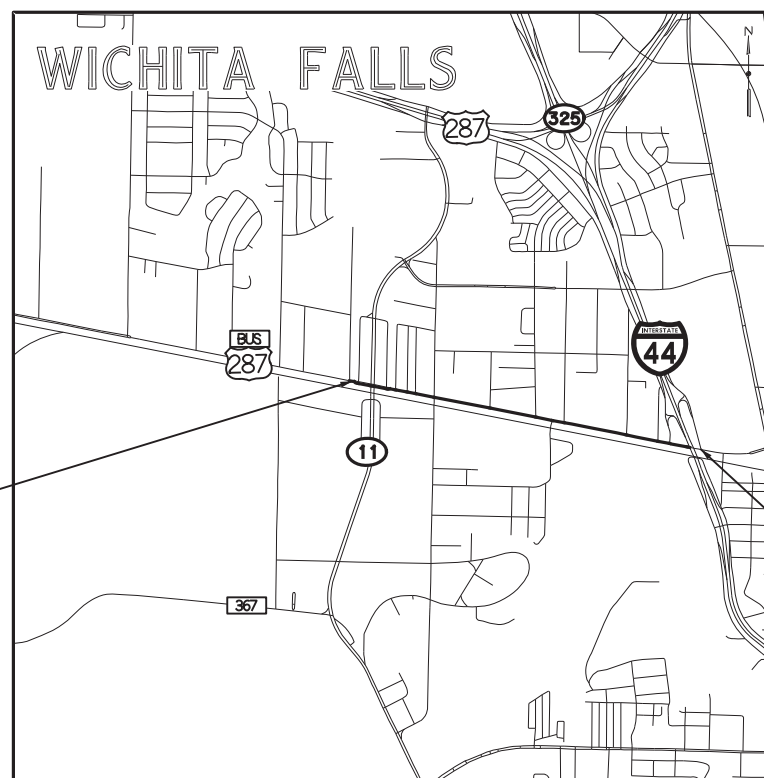 N
WICHITA FALLS
325
287
INTERSTATE
44
BUS
287
11
367